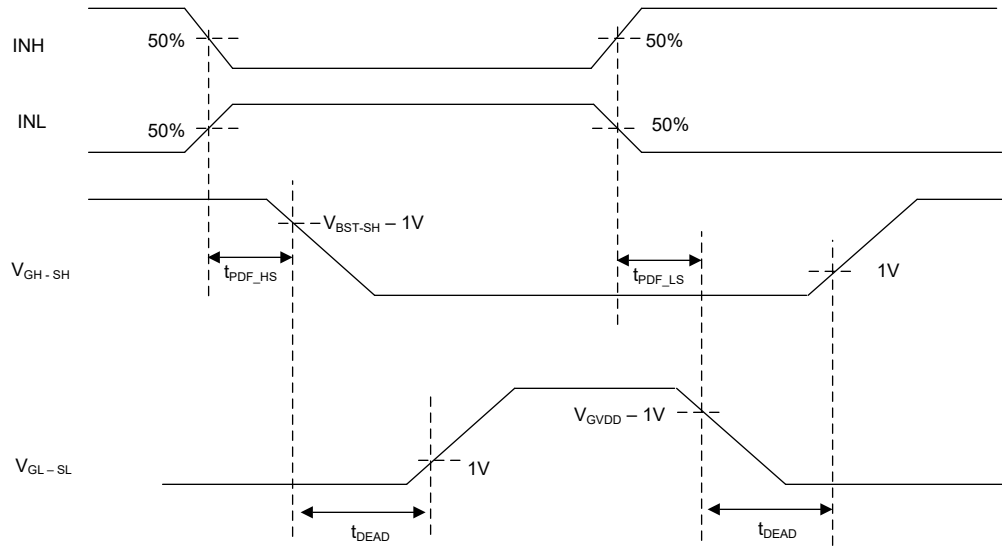 INH
50%
50%
INL
50%
50%
V_BST-SH – 1V
V_GH - SH
t_PDF_HS
t_PDF_LS
1V
V_GVDD – 1V
V_GL – SL
1V
t_DEAD
t_DEAD